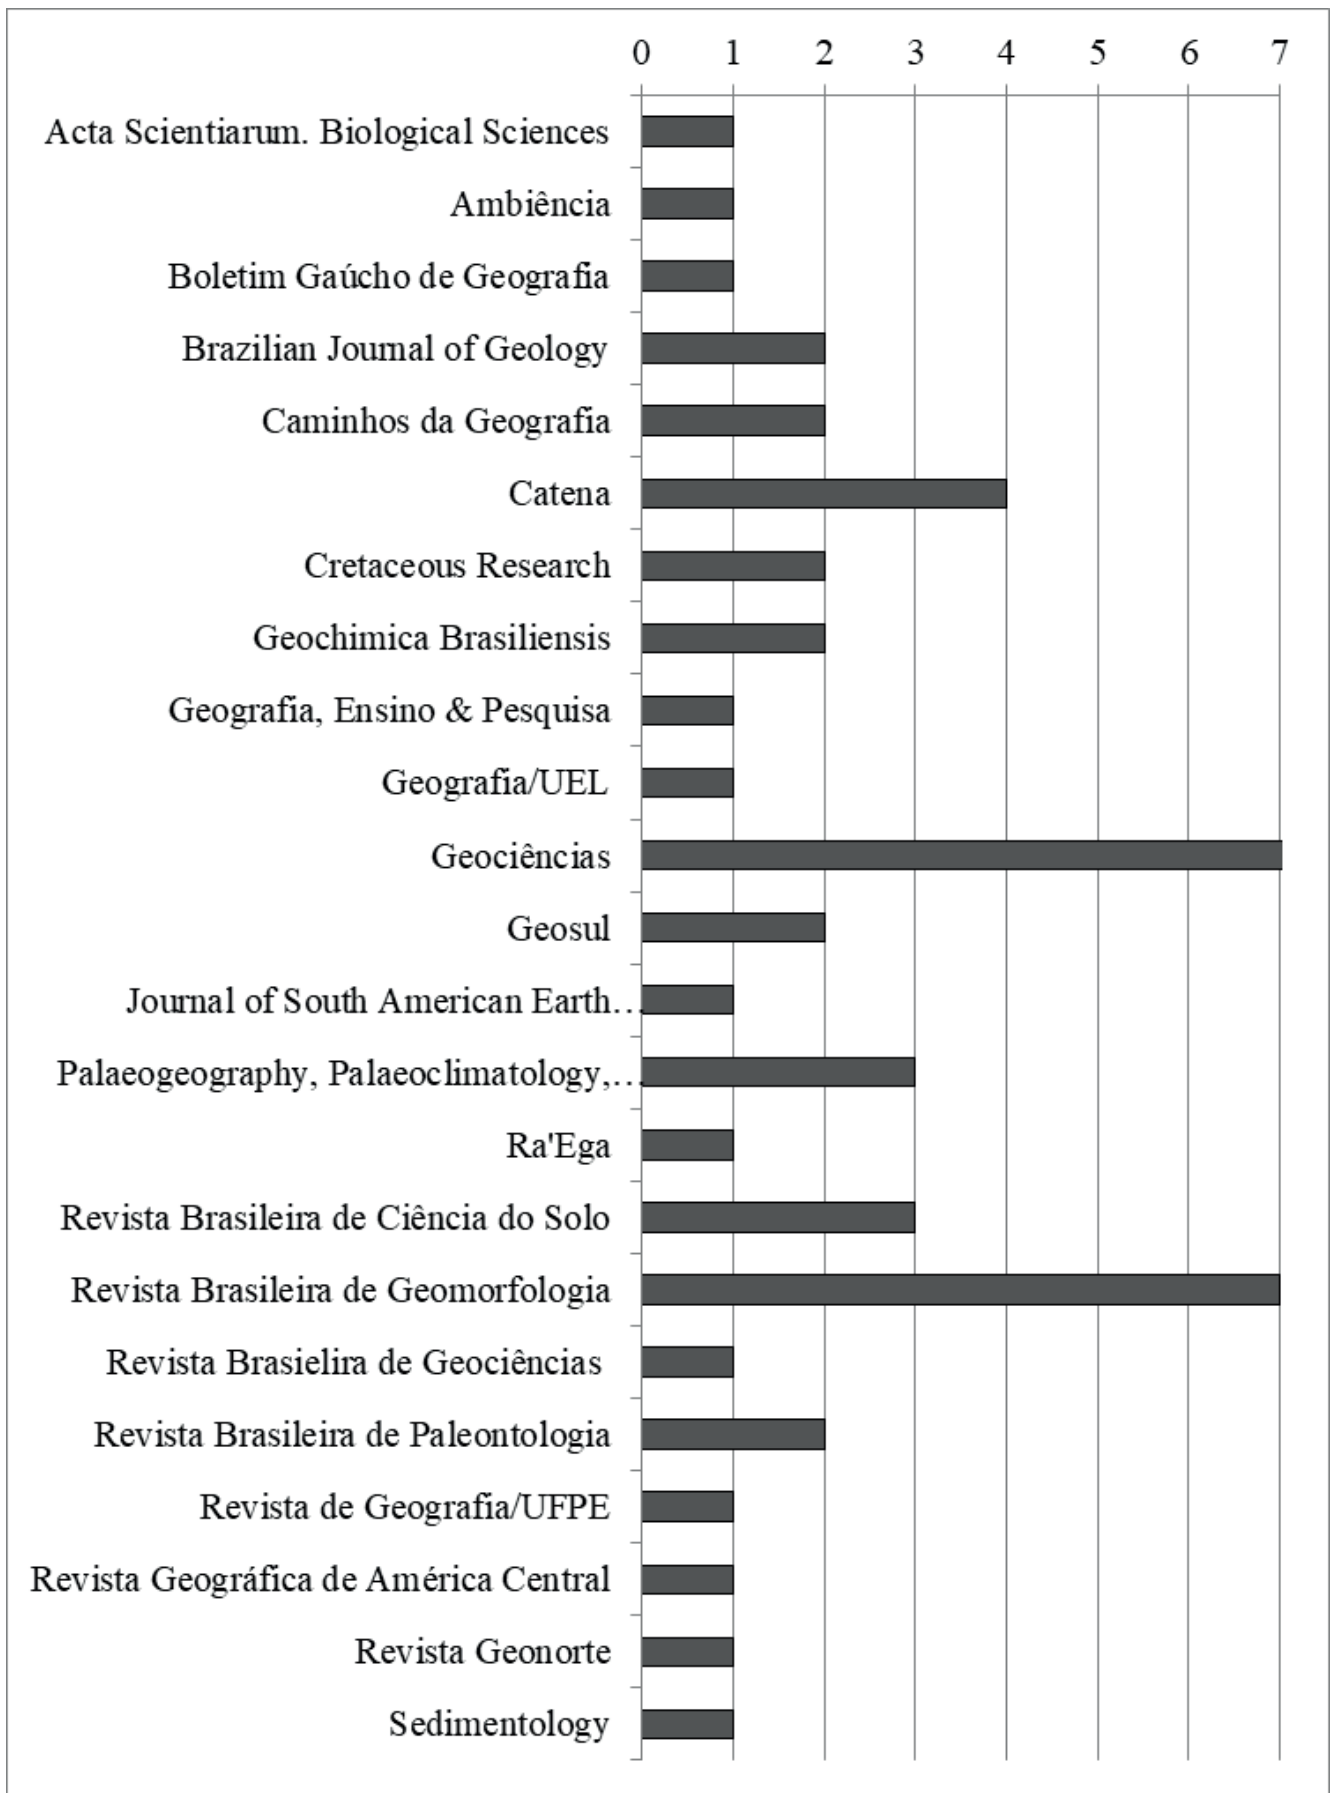 0 1 2 3 4 5 6 7
Acta Scientiarum. Biological Sciences
Ambiência
Boletim Gaúcho de Geografia
Brazilian Journal of Geology
Caminhos da Geografia
Catena
Cretaceous Research
Geochimica Brasiliensis
Geografia, Ensino & Pesquisa
Geografia/UEL
Geociências
Geosul
Journal of South American Earth…
Palaeogeography, Palaeoclimatology,…
Ra'Ega
Revista Brasileira de Ciência do Solo
Revista Brasileira de Geomorfologia
Revista Brasielira de Geociências
Revista Brasileira de Paleontologia
Revista de Geografia/UFPE
Revista Geográfica de América Central
Revista Geonorte
Sedimentology